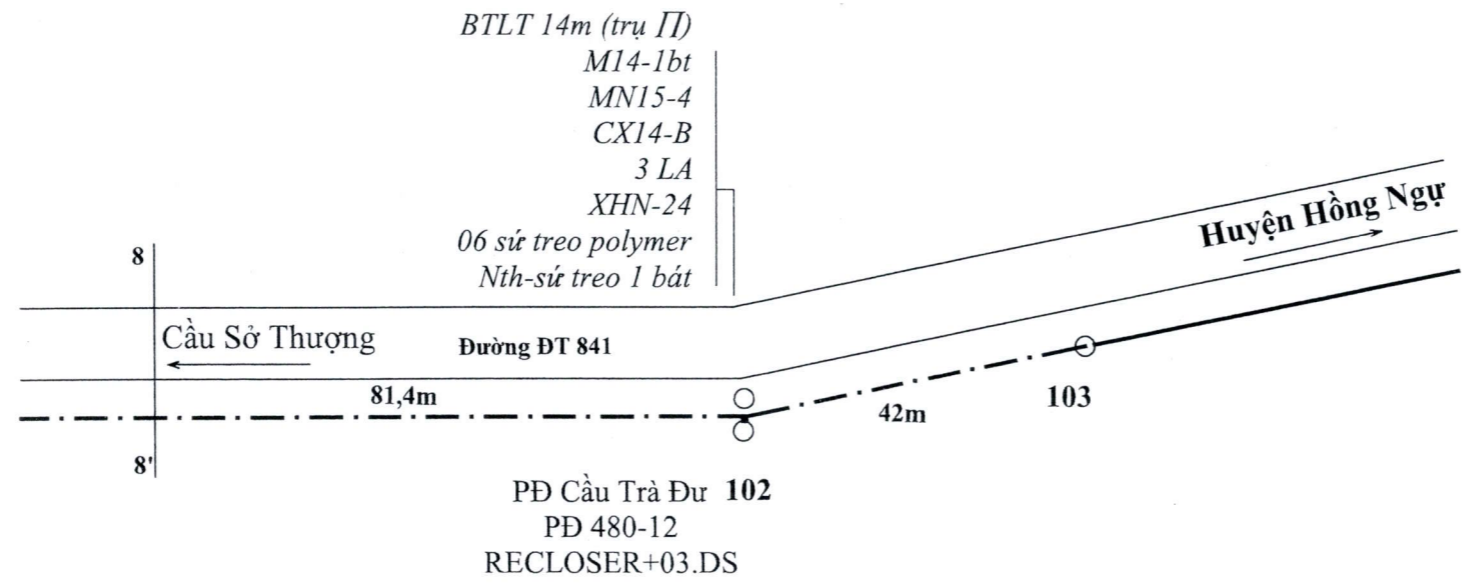 BTLT 14m (trụ Π)
M14-1bt
MN15-4
CX14-B
3 LA
XHN-24
06 sứ treo polymer
Nth-sứ treo 1 bát
8
Huyện Hồng Ngự
Cầu Sở Thượng
Đường ĐT 841
81,4m
42m
103
8'
PĐ Cầu Trà Đư 102
PĐ 480-12
RECLOSER+03.DS